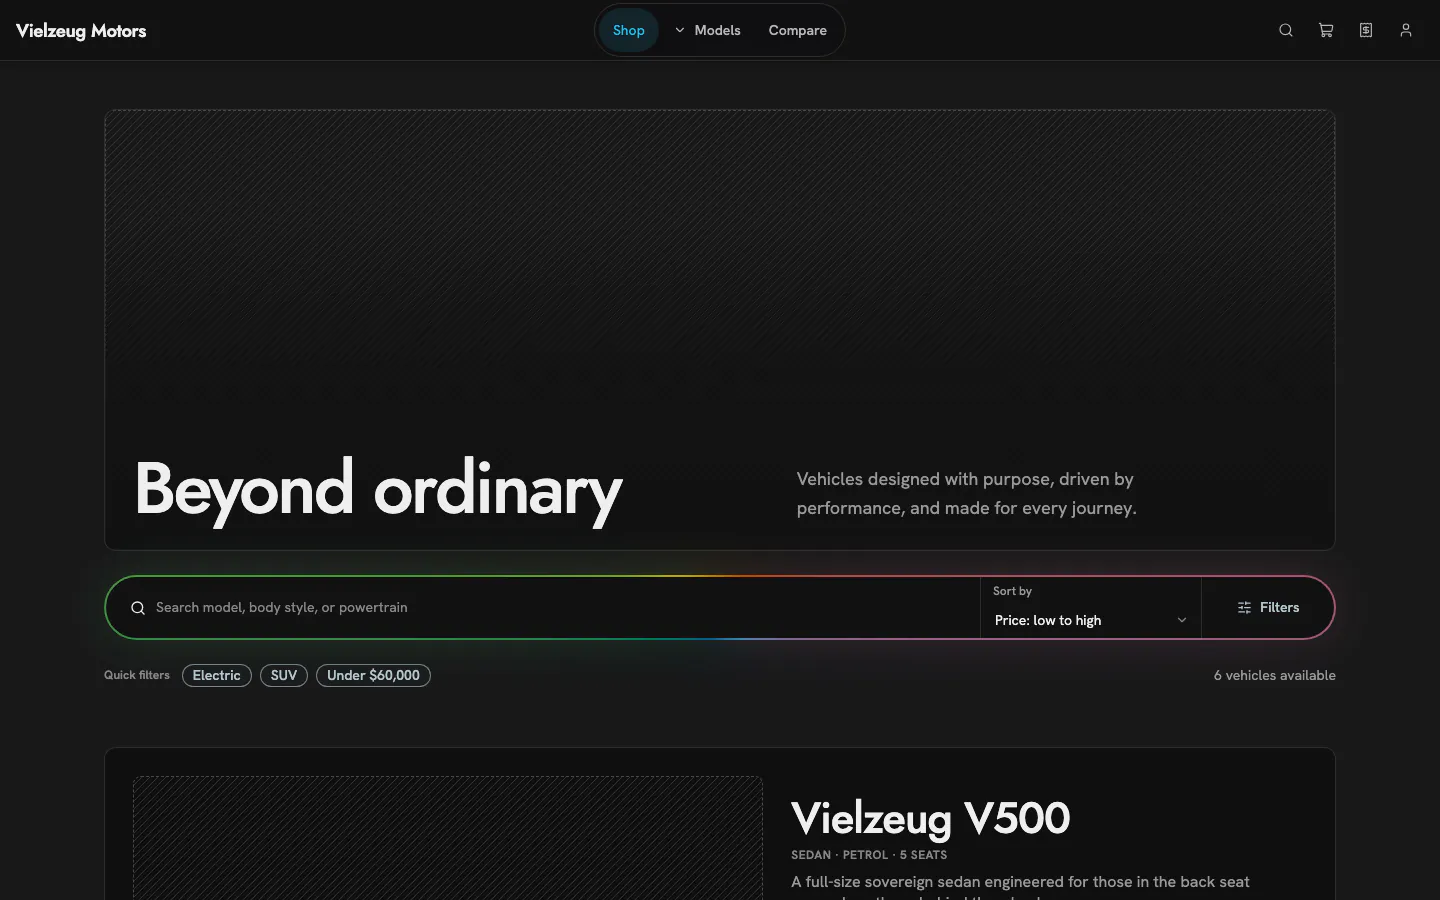 Vielzeug Motors
Shop
Models
Compare
Beyond ordinary
Vehicles designed with purpose, driven by
performance, and made for every journey.
Search model, body style, or powertrain
Sort by
Price: low to high
Filters
Quick filters
Electric
SUV
Under $60,000
6 vehicles available
Vielzeug V500
SEDAN · PETROL · 5 SEATS
A full-size sovereign sedan engineered for those in the back seat